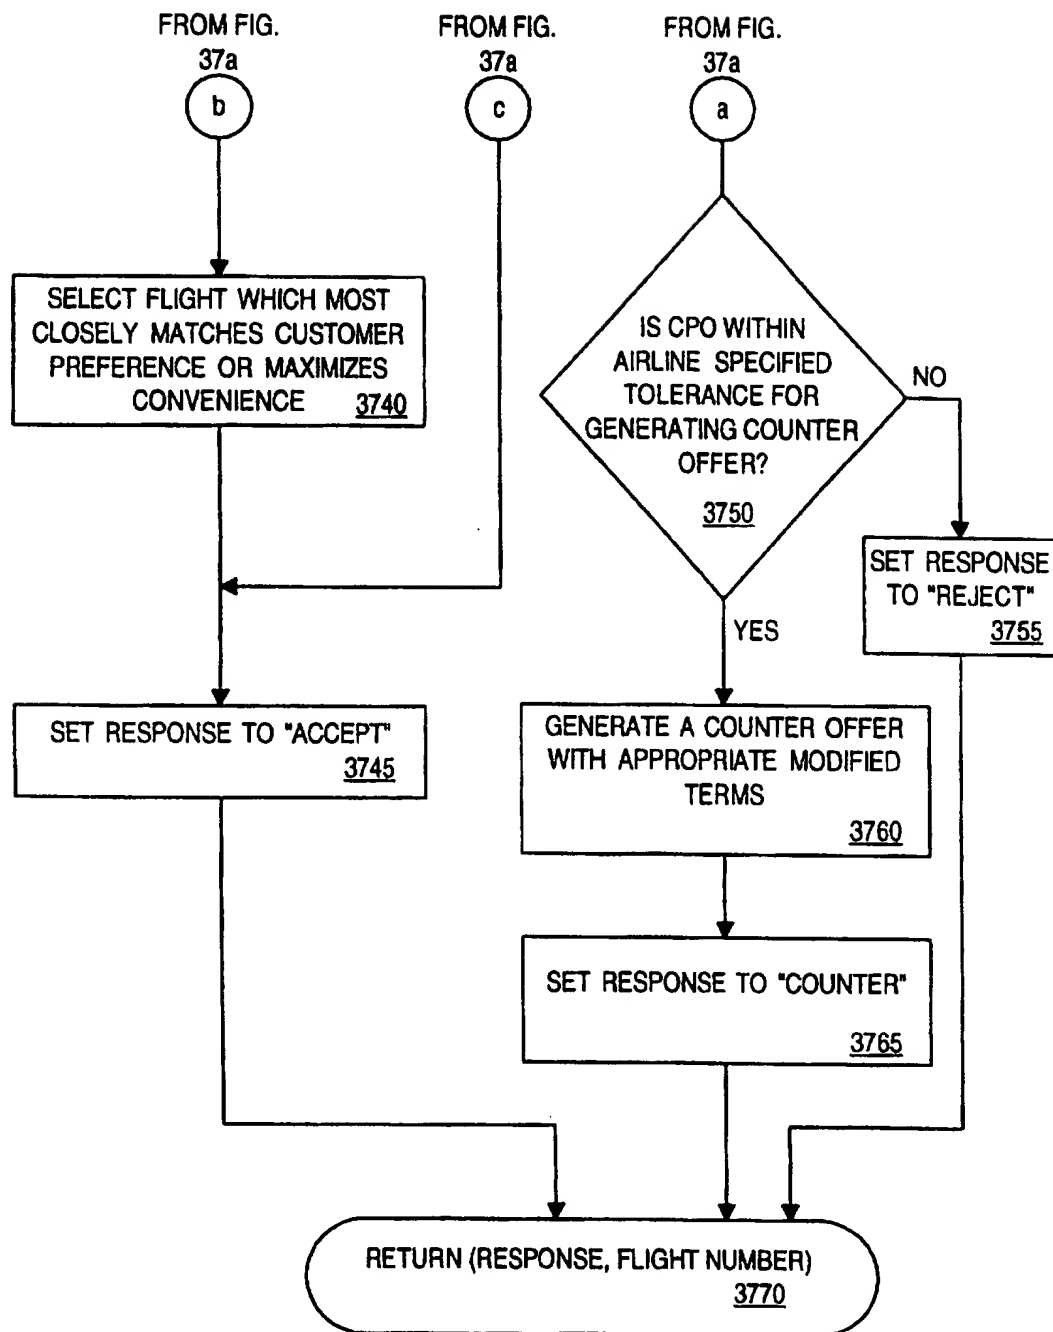 FROM FIG.
37a
b
FROM FIG.
37a
c
FROM FIG.
37a
a
SELECT FLIGHT WHICH MOST
CLOSELY MATCHES CUSTOMER
PREFERENCE OR MAXIMIZES
CONVENIENCE 3740
IS CPO WITHIN
AIRLINE SPECIFIED
TOLERANCE FOR
GENERATING COUNTER
OFFER?
3750
NO
YES
SET RESPONSE
TO "REJECT"
3755
SET RESPONSE TO "ACCEPT"
3745
GENERATE A COUNTER OFFER
WITH APPROPRIATE MODIFIED
TERMS
3760
SET RESPONSE TO "COUNTER"
3765
RETURN (RESPONSE, FLIGHT NUMBER)
3770